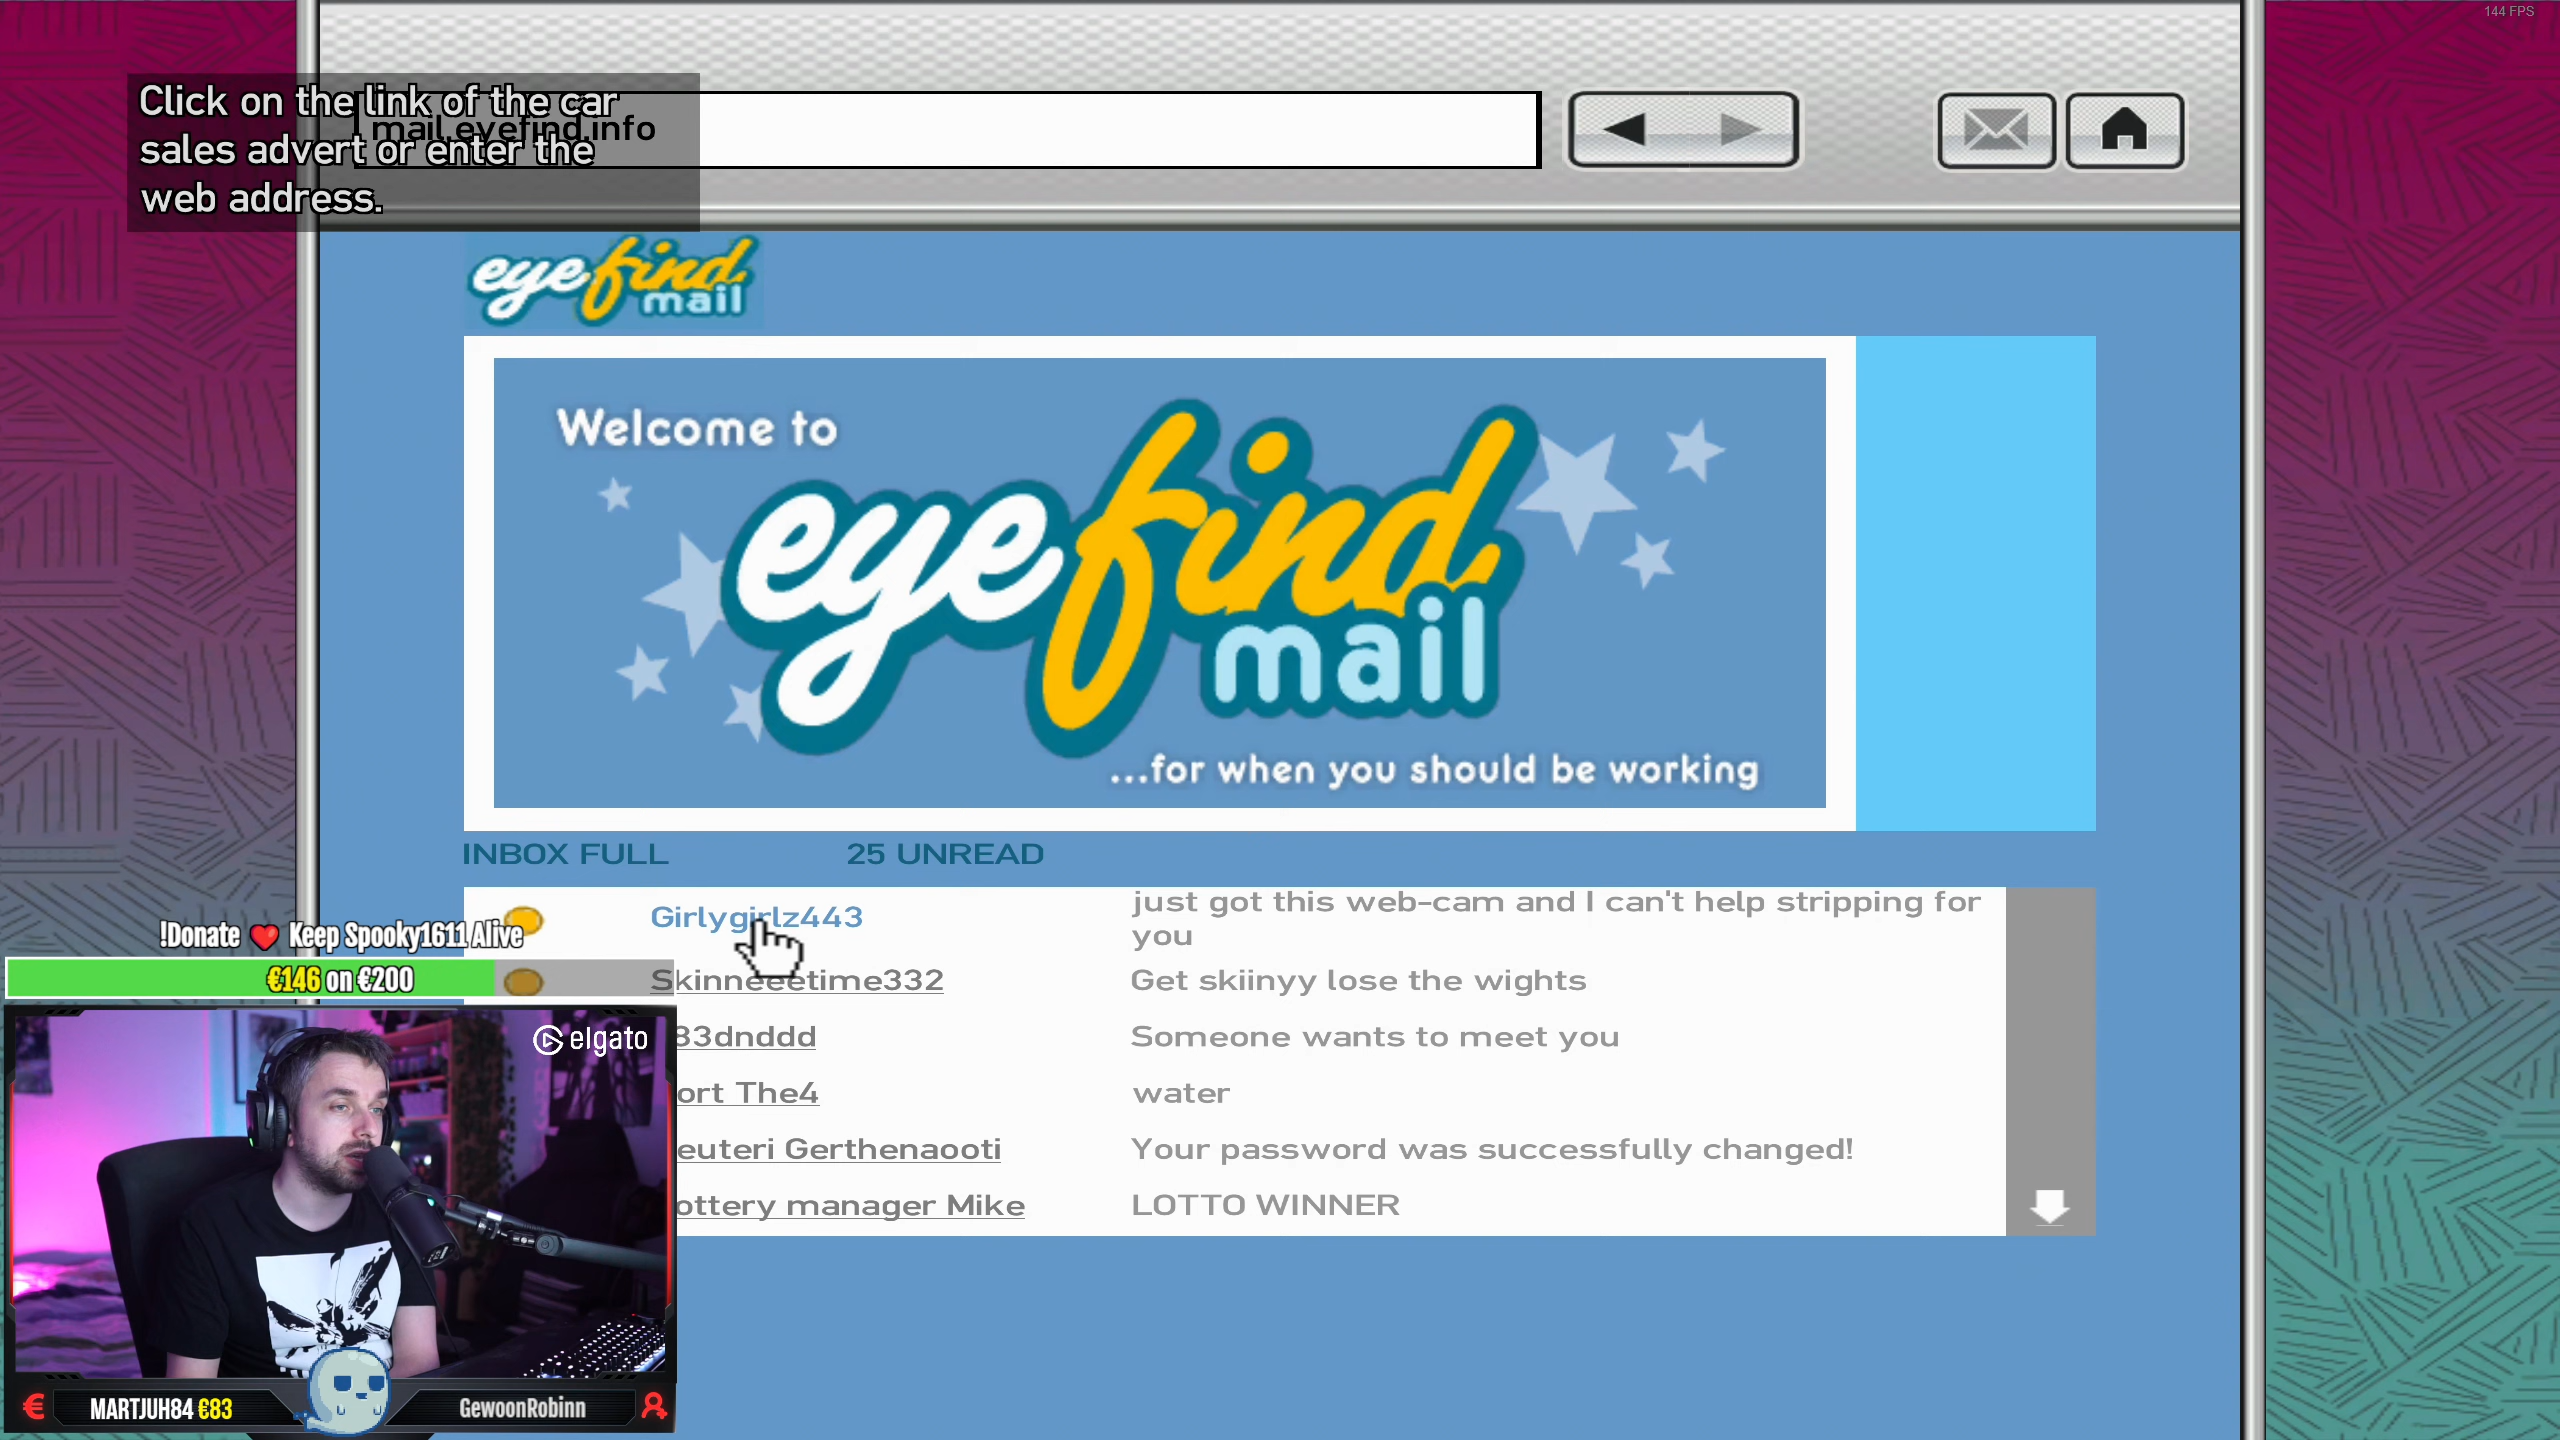 144 FPS
Click on the link of the car
sales advert or enter the
web address.
mail.eyefind.info
eyefind
mail
Welcome to
eyefind
mail
...for when you should be working
INBOX FULL 25 UNREAD
Girlygirlz443 just got this web-cam and I can't help stripping for
you
Skinneeetime332 Get skiinyy lose the wights
83dnddd Someone wants to meet you
ort The4 water
euteri Gerthenaooti Your password was successfully changed!
ottery manager Mike LOTTO WINNER
!Donate ❤ Keep Spooky1611 Alive
€146 on €200
elgato
€ MARTJUH84 €83 GewoonRobinn